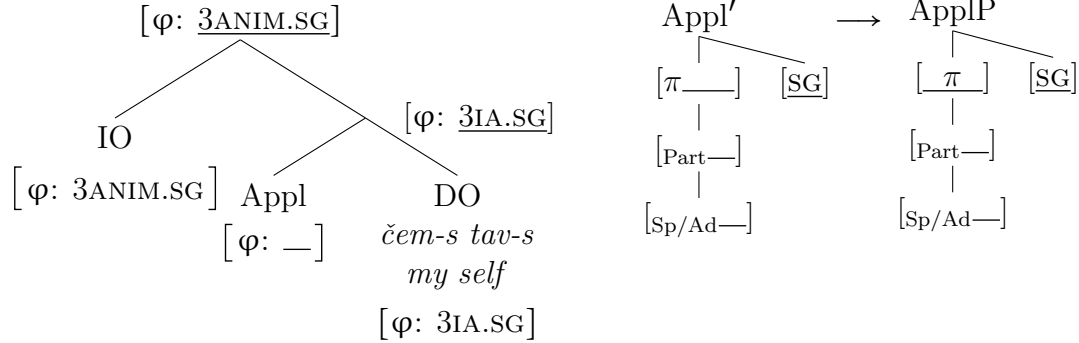 [φ: 3ANIM.SG]
[φ: 3IA.SG]
IO
[φ: 3ANIM.SG]
Appl
[φ: __]
DO
čem-s tav-s
my self
[φ: 3IA.SG]
Appl′ ⟶ ApplP
[π__] [SG] [π] [SG]
[Part—] [Part—]
[Sp/Ad—] [Sp/Ad—]